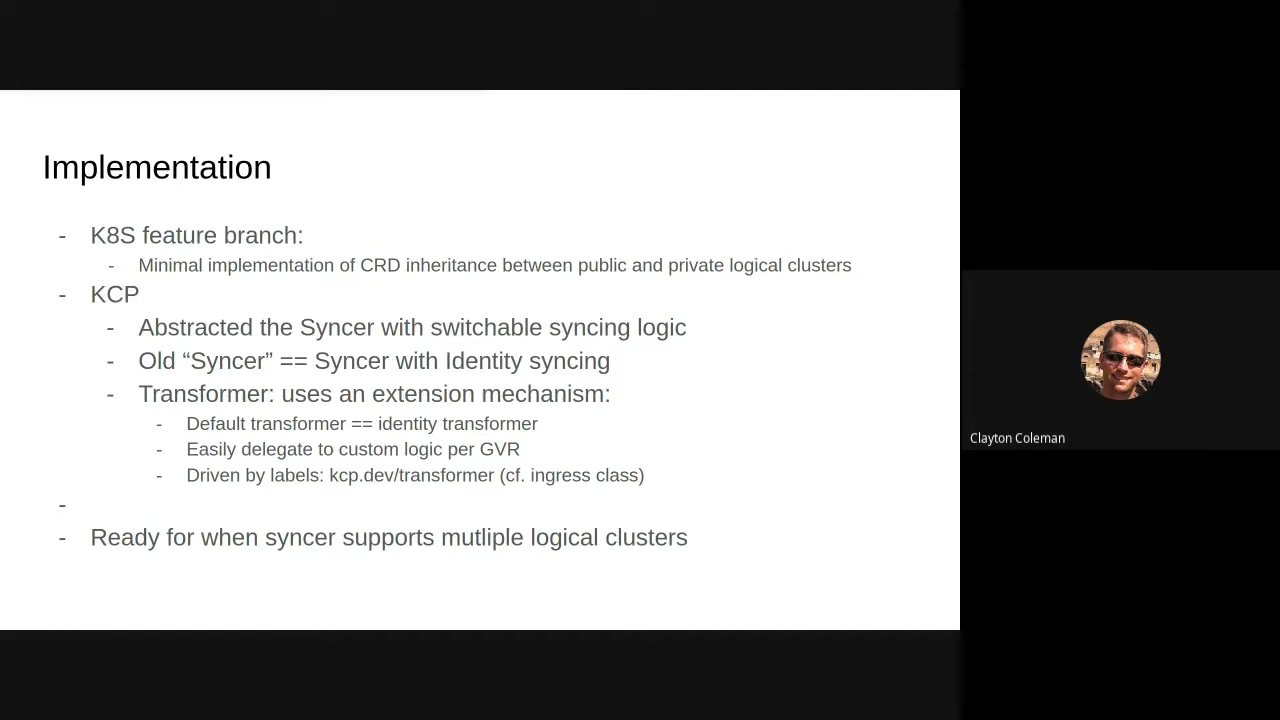 Implementation
- K8S feature branch:
- Minimal implementation of CRD inheritance between public and private logical clusters
- KCP
- Abstracted the Syncer with switchable syncing logic
- Old “Syncer” == Syncer with Identity syncing
- Transformer: uses an extension mechanism:
- Default transformer == identity transformer
- Easily delegate to custom logic per GVR
- Driven by labels: kcp.dev/transformer (cf. ingress class)
-
- Ready for when syncer supports mutliple logical clusters
Clayton Coleman